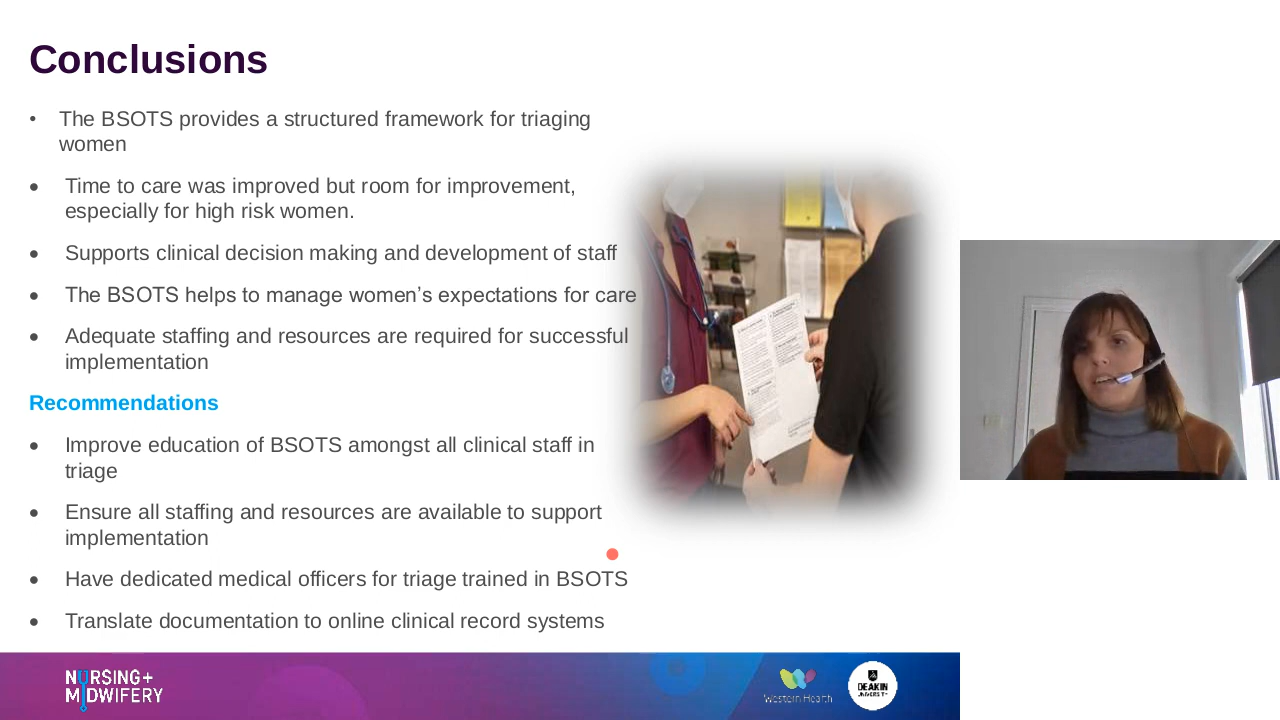 Conclusions
• The BSOTS provides a structured framework for triaging
women
• Time to care was improved but room for improvement,
especially for high risk women.
• Supports clinical decision making and development of staff
• The BSOTS helps to manage women’s expectations for care
• Adequate staffing and resources are required for successful
implementation
Recommendations
• Improve education of BSOTS amongst all clinical staff in
triage
• Ensure all staffing and resources are available to support
implementation
• Have dedicated medical officers for triage trained in BSOTS
• Translate documentation to online clinical record systems
NURSING+
MIDWIFERY
Western Health
DEAKIN
UNIVERSITY